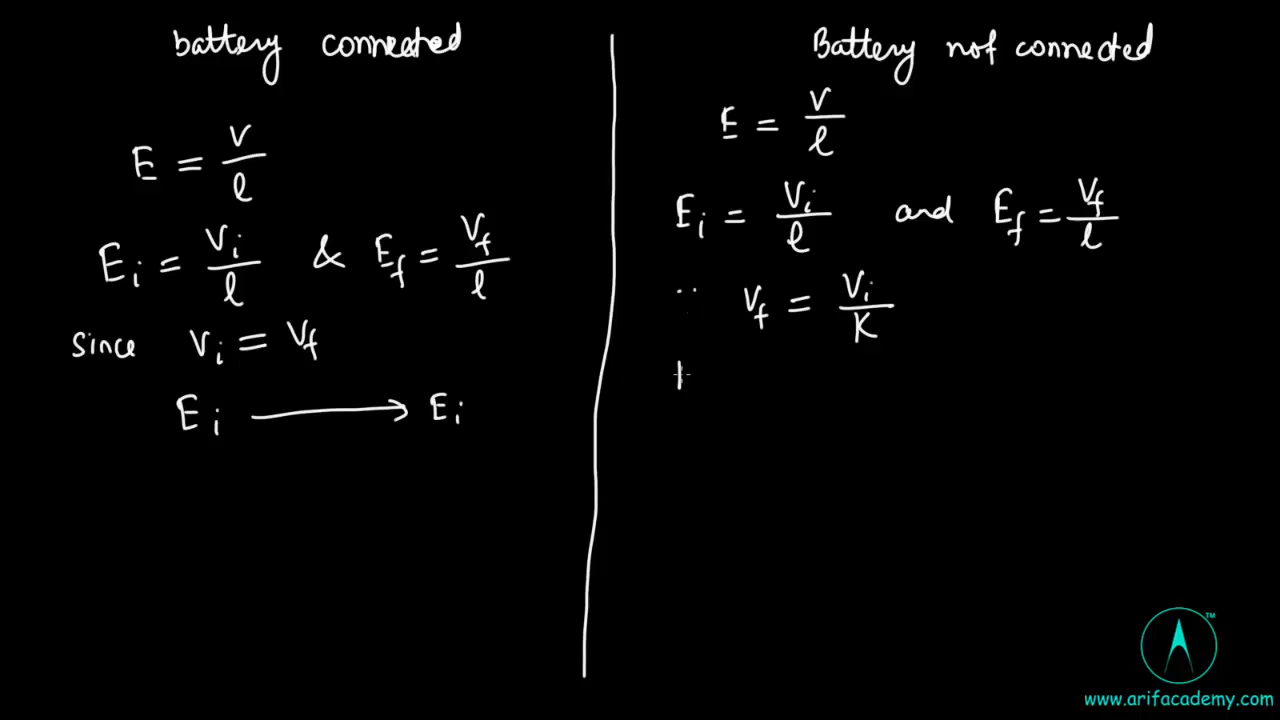 battery connected
E = V/l
Ei = Vi/l & Ef = Vf/l
Since Vi = Vf
Ei ⟶ Ei
Battery not connected
E = V/l
Ei = Vi/l and Ef = Vf/l
∵ Vf = Vi/K
TM
www.arifacademy.com